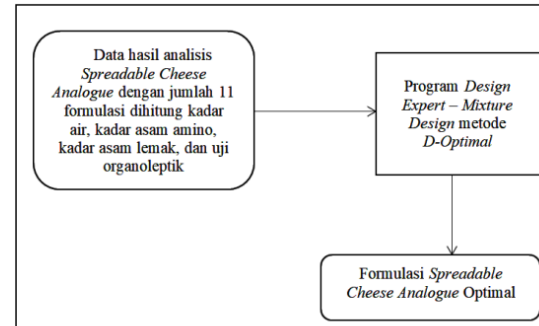 Data hasil analisis
Spreadable Cheese
Analogue dengan jumlah 11
formulasi dihitung kadar
air, kadar asam amino,
kadar asam lemak, dan uji
organoleptik
Program Design
Expert – Mixture
Design metode
D-Optimal
Formulasi Spreadable
Cheese Analogue Optimal